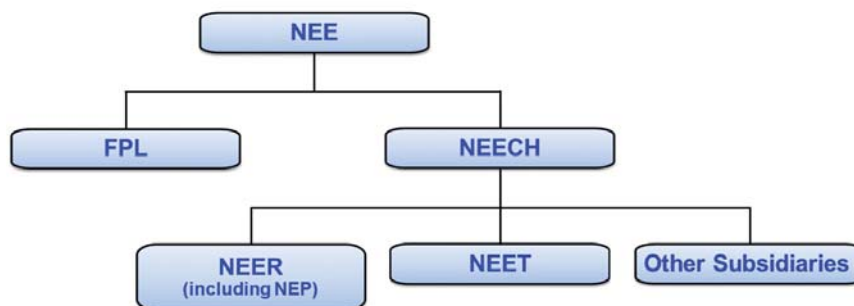 NEE
FPL
NEECH
NEER
(including NEP)
NEET
Other Subsidiaries